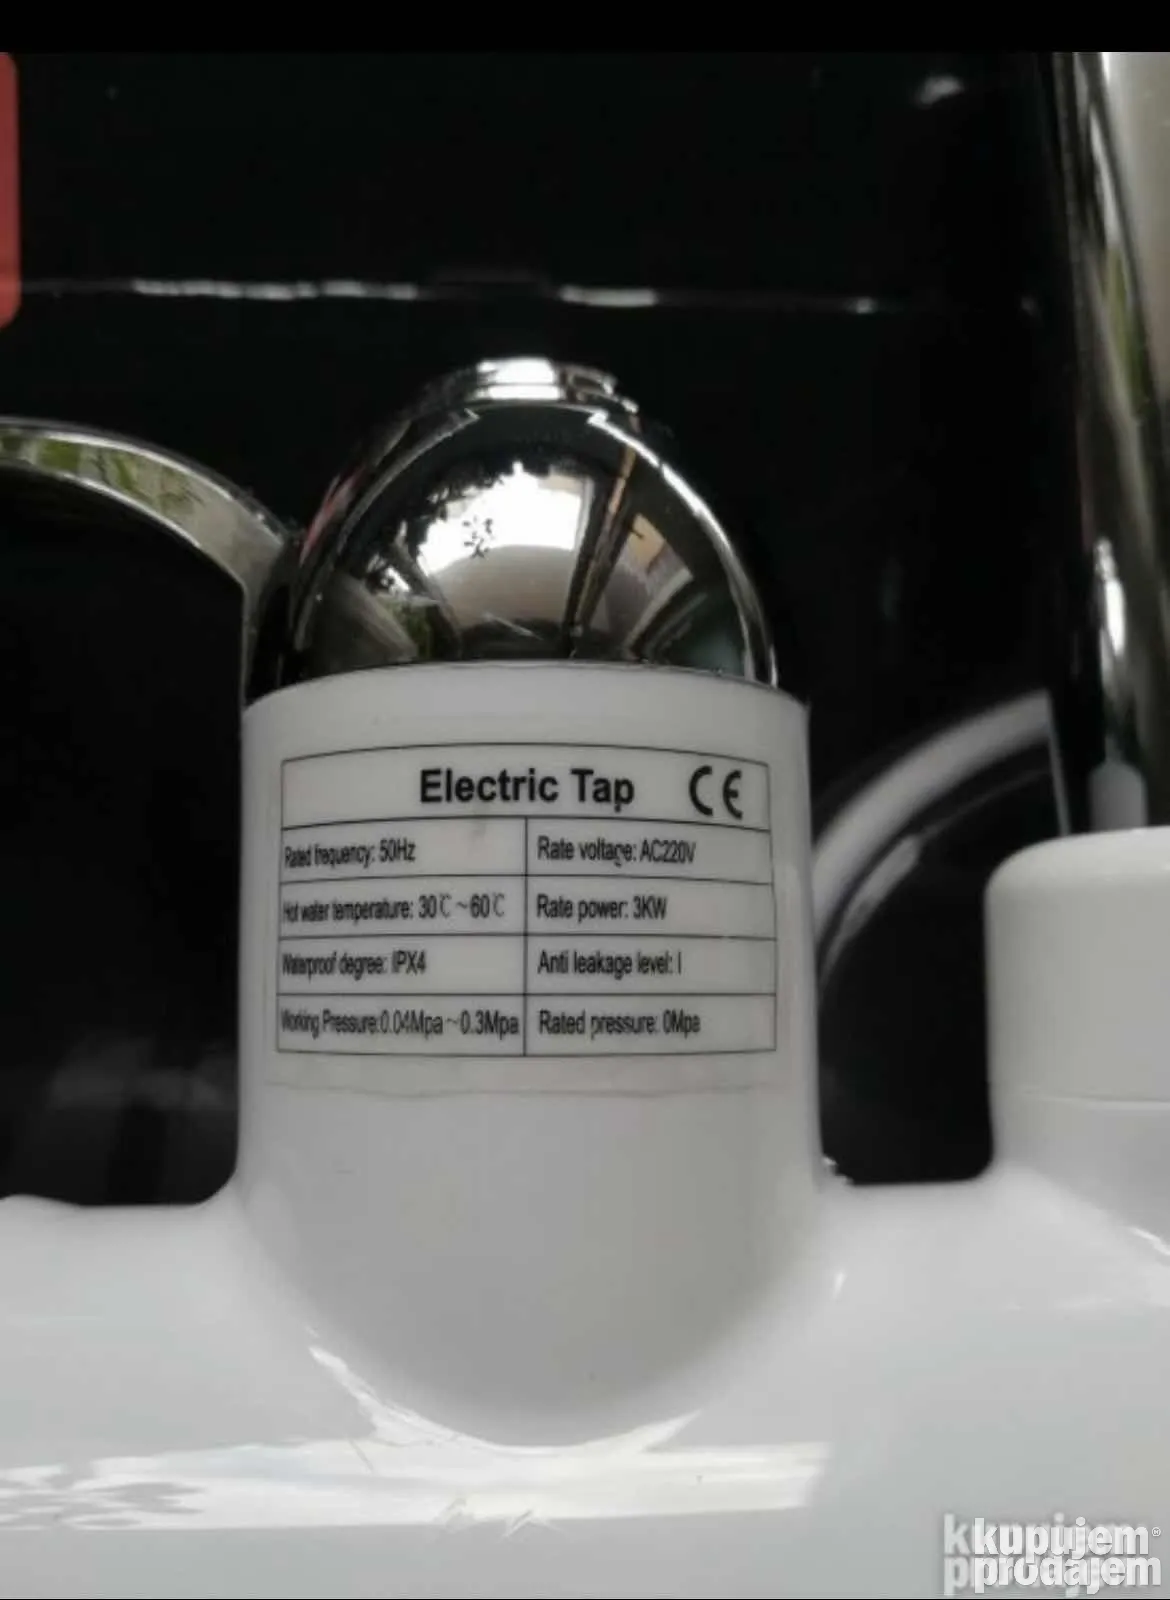 Electric Tap CE
Rated frequency: 50Hz
Rate voltage: AC220V
Hot water temperature: 30℃~60℃
Rate power: 3KW
Waterproof degree: IPX4
Anti leakage level: I
Working Pressure:0.04Mpa~0.3Mpa
Rated pressure: 0Mpa
kupujem®
prodajem